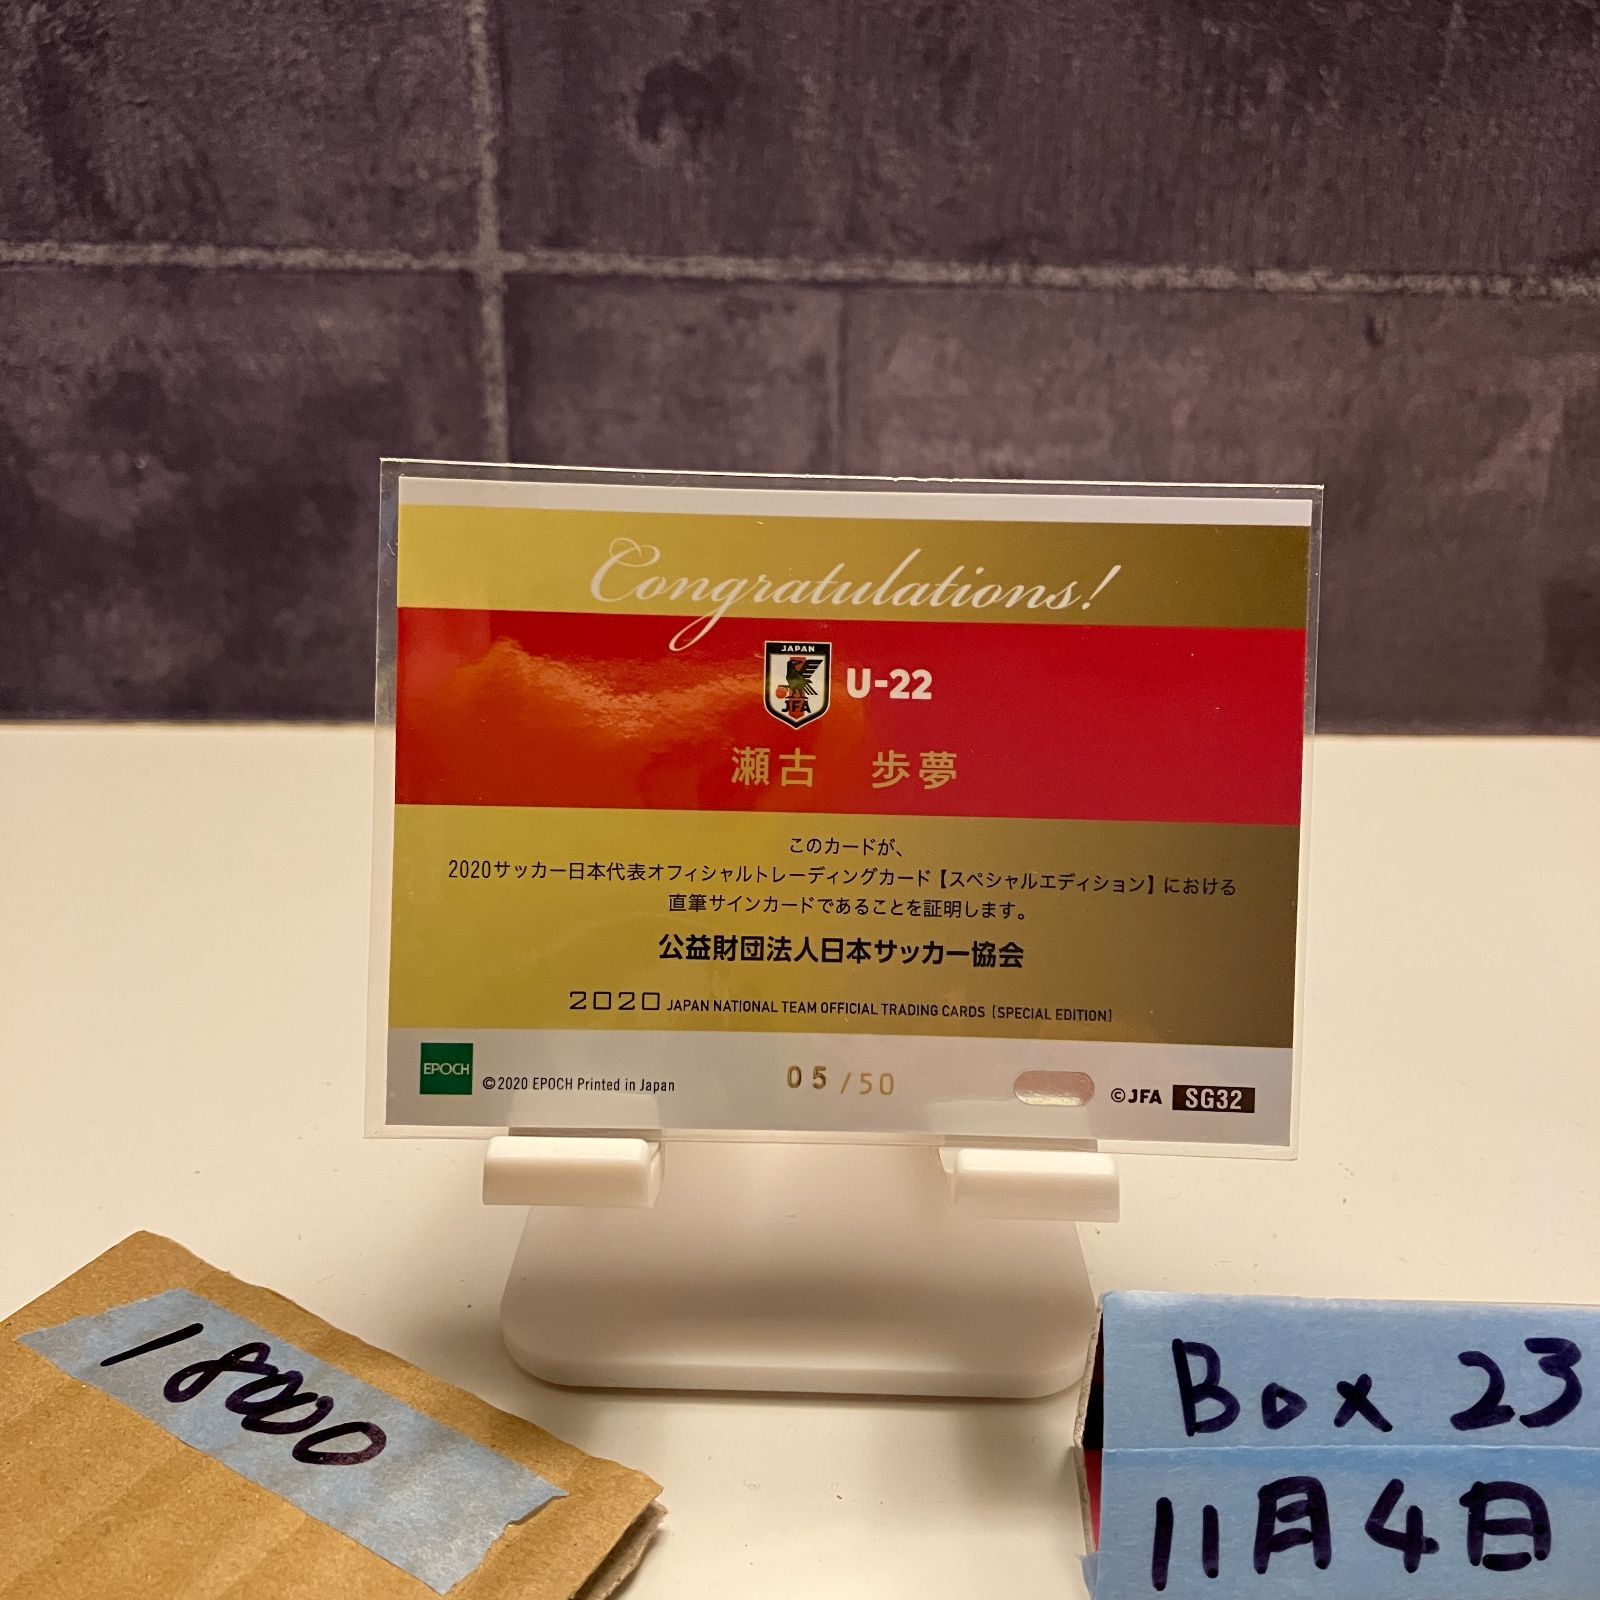 Congratulations!
JAPAN
JFA
U-22
瀬古 歩夢
このカードが、
2020サッカー日本代表オフィシャルトレーディングカード【スペシャルエディション】における
直筆サインカードであることを証明します。
公益財団法人日本サッカー協会
2020 JAPAN NATIONAL TEAM OFFICIAL TRADING CARDS [SPECIAL EDITION]
EPOCH
©2020 EPOCH Printed in Japan
05/50
©JFA SG32
18000
Box 23
11月4日